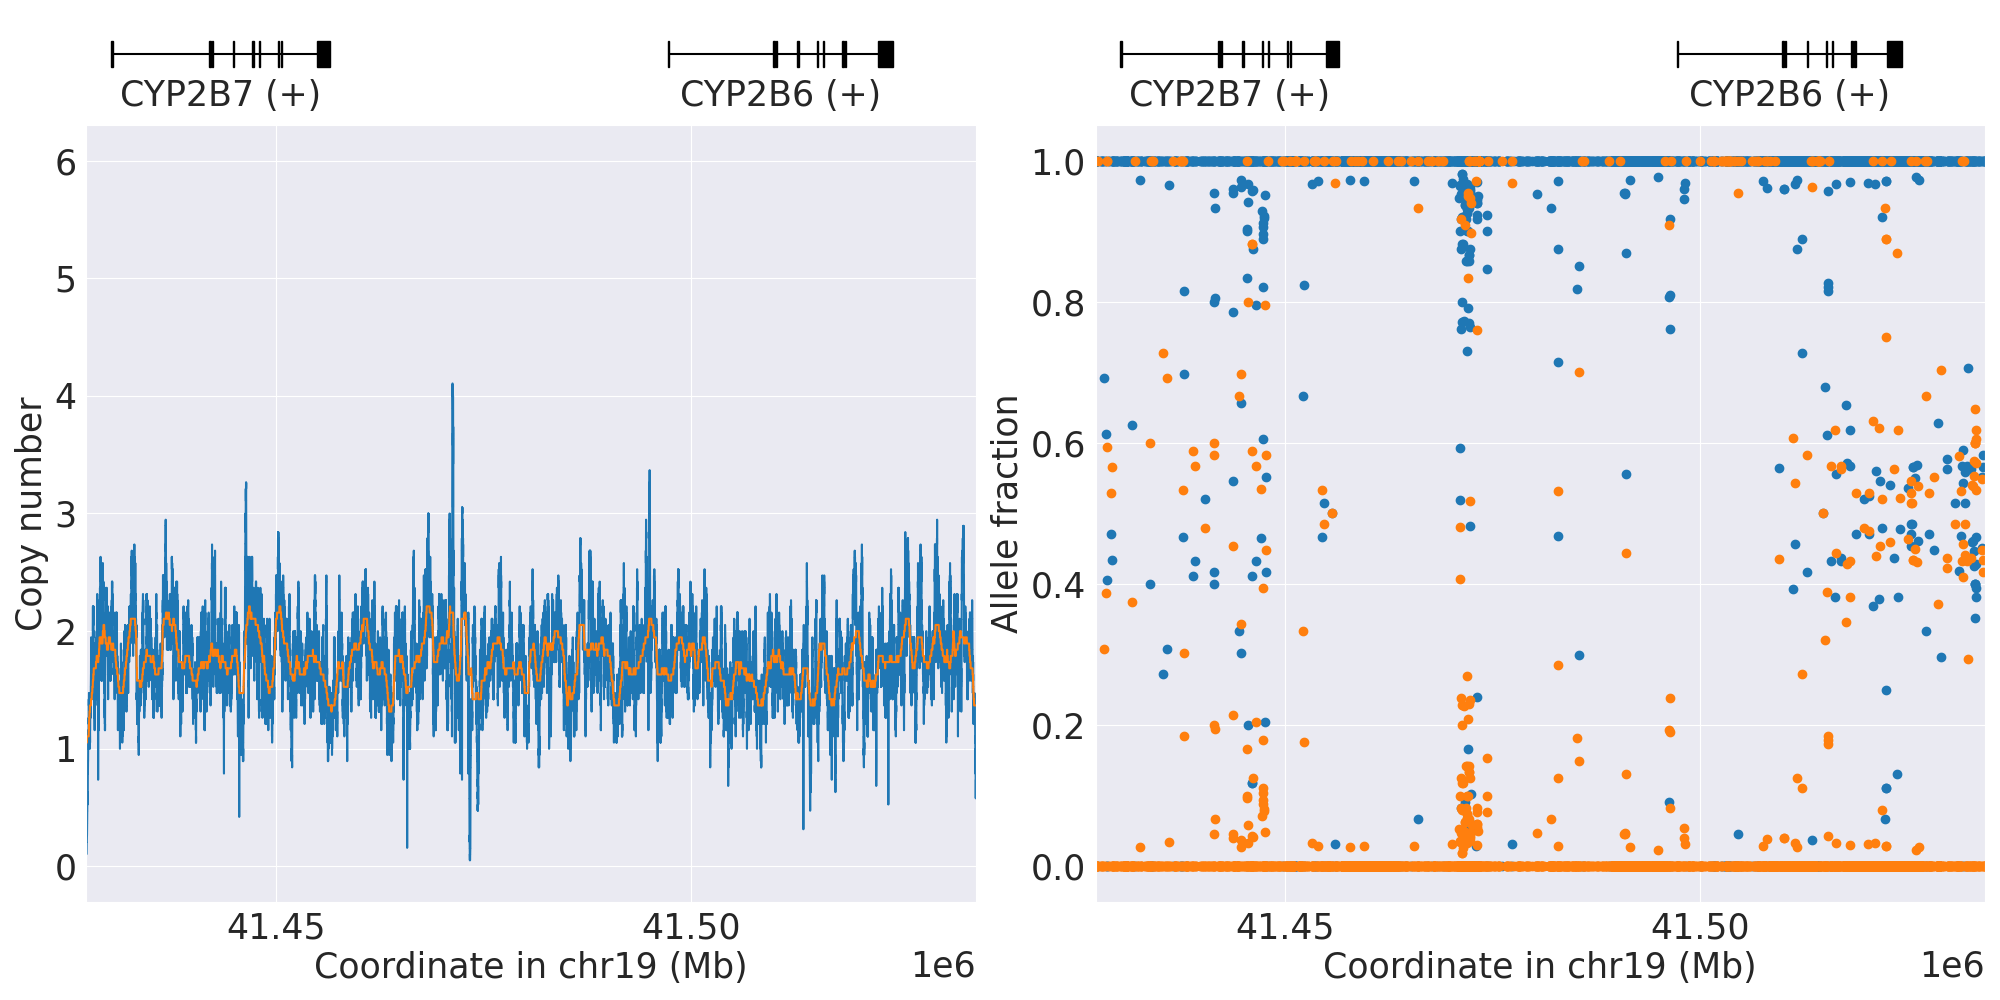 CYP2B7 (+)
CYP2B6 (+)
6
5
4
3
2
1
0
Copy number
41.45
41.50
Coordinate in chr19 (Mb)
1e6
CYP2B7 (+)
CYP2B6 (+)
1.0
0.8
0.6
0.4
0.2
0.0
Allele fraction
41.45
41.50
Coordinate in chr19 (Mb)
1e6